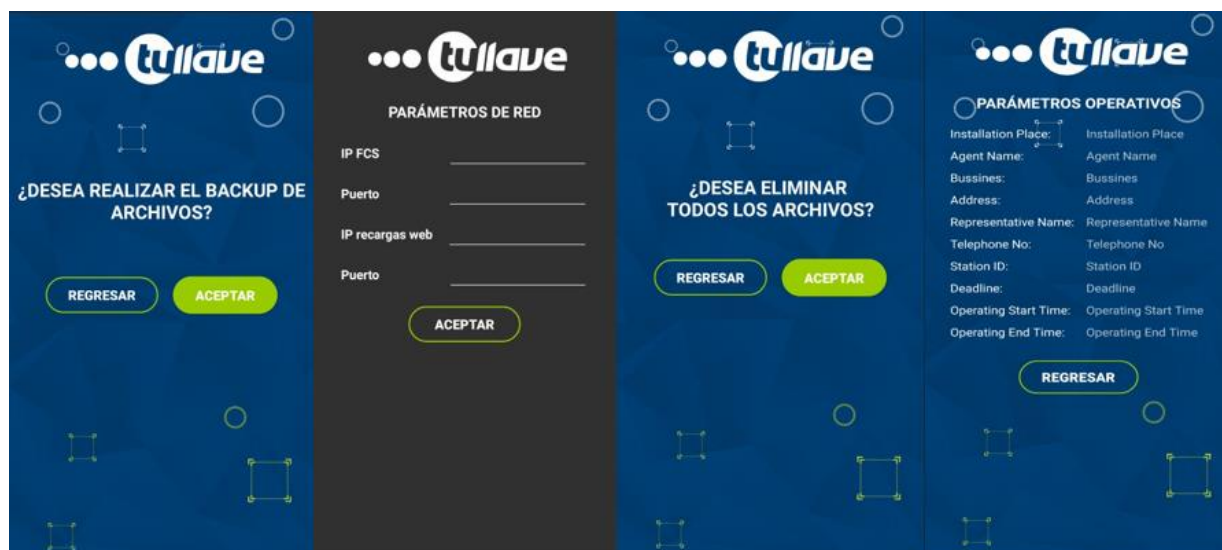 tullave
¿DESEA REALIZAR EL BACKUP DE
ARCHIVOS?
REGRESAR
ACEPTAR
tullave
PARÁMETROS DE RED
IP FCS
Puerto
IP recargas web
Puerto
ACEPTAR
tullave
¿DESEA ELIMINAR
TODOS LOS ARCHIVOS?
REGRESAR
ACEPTAR
tullave
PARÁMETROS OPERATIVOS
Installation Place: Installation Place
Agent Name: Agent Name
Bussines: Bussines
Address: Address
Representative Name: Representative Name
Telephone No: Telephone No
Station ID: Station ID
Deadline: Deadline
Operating Start Time: Operating Start Time
Operating End Time: Operating End Time
REGRESAR